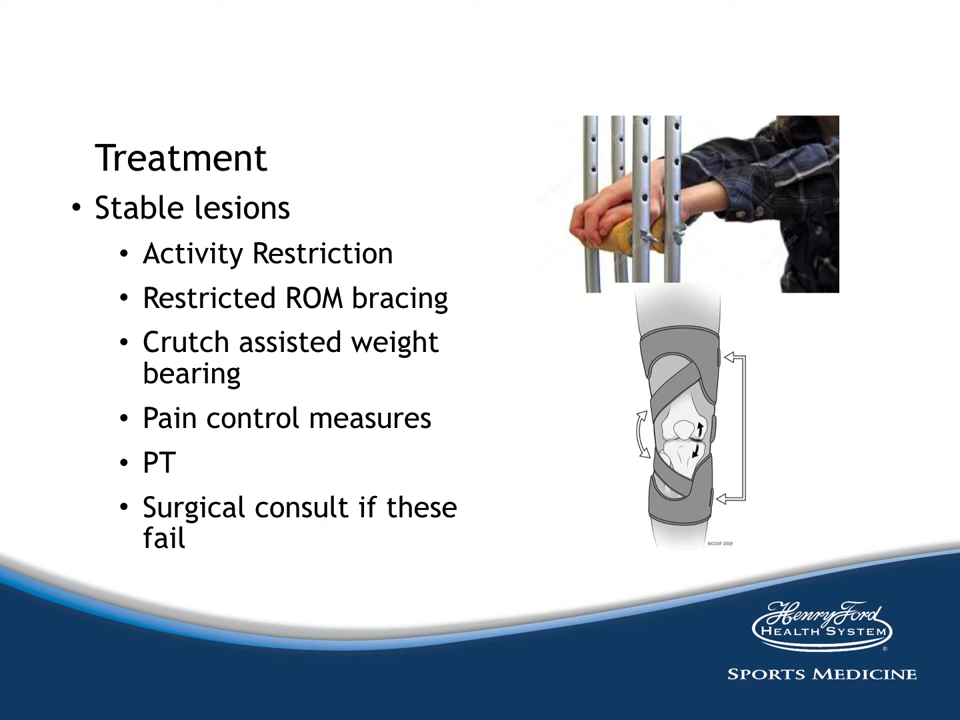 Treatment
• Stable lesions
• Activity Restriction
• Restricted ROM bracing
• Crutch assisted weight
bearing
• Pain control measures
• PT
• Surgical consult if these
fail
Henry Ford
HEALTH SYSTEM
®
SPORTS MEDICINE